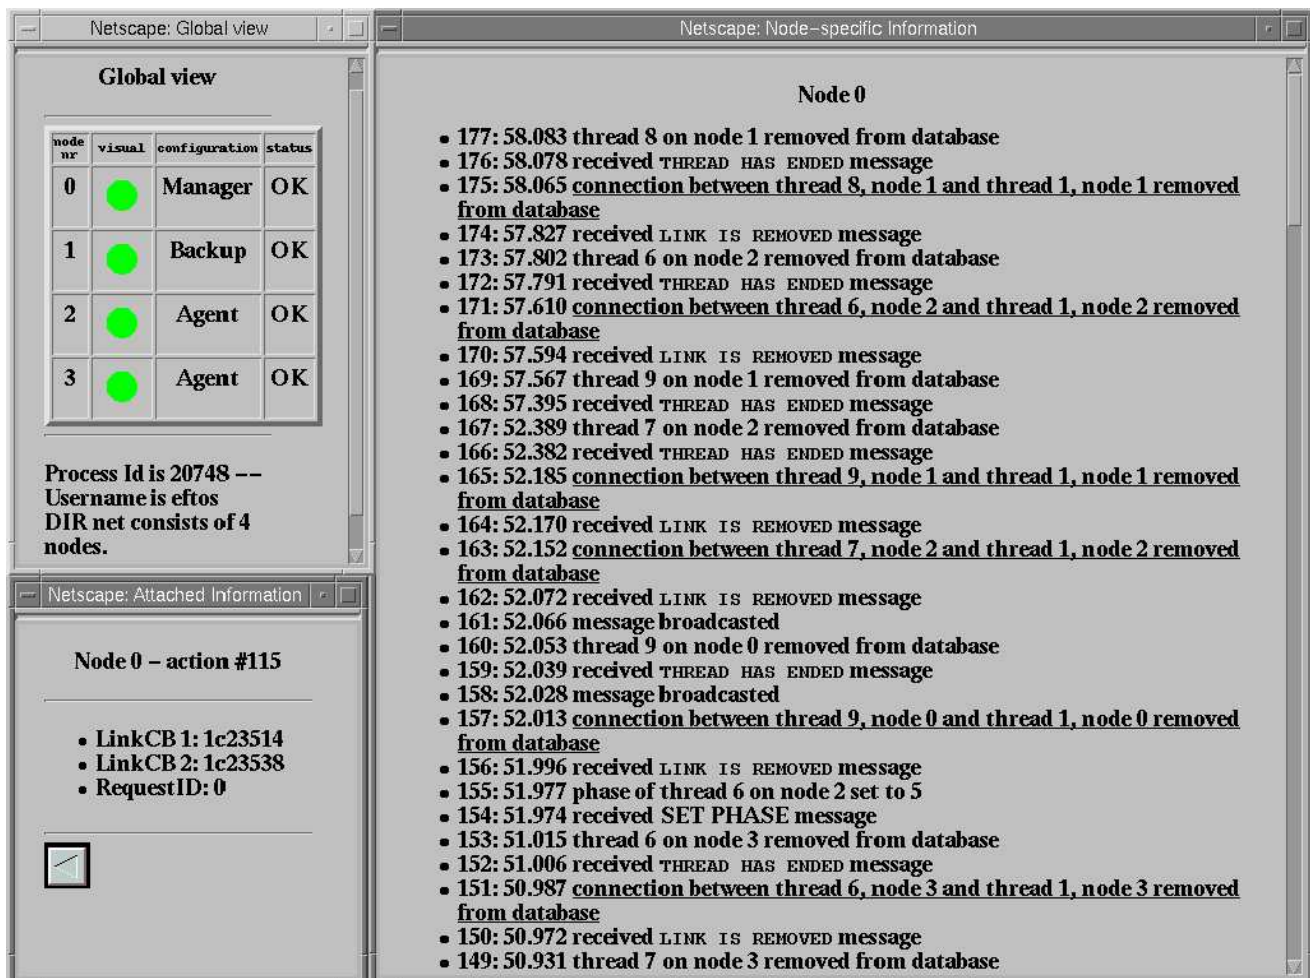 Netscape: Global view
Global view
node nr visual configuration status
0 Manager OK
1 Backup OK
2 Agent OK
3 Agent OK
Process Id is 20748 --
Username is eftos
DIR net consists of 4
nodes.
Netscape: Attached Information
Node 0 - action #115
LinkCB 1: 1c23514
LinkCB 2: 1c23538
RequestID: 0
Netscape: Node-specific Information
Node 0
177: 58.083 thread 8 on node 1 removed from database
176: 58.078 received THREAD HAS ENDED message
175: 58.065 connection between thread 8, node 1 and thread 1, node 1 removed
from database
174: 57.827 received LINK IS REMOVED message
173: 57.802 thread 6 on node 2 removed from database
172: 57.791 received THREAD HAS ENDED message
171: 57.610 connection between thread 6, node 2 and thread 1, node 2 removed
from database
170: 57.594 received LINK IS REMOVED message
169: 57.567 thread 9 on node 1 removed from database
168: 57.395 received THREAD HAS ENDED message
167: 52.389 thread 7 on node 2 removed from database
166: 52.382 received THREAD HAS ENDED message
165: 52.185 connection between thread 9, node 1 and thread 1, node 1 removed
from database
164: 52.170 received LINK IS REMOVED message
163: 52.152 connection between thread 7, node 2 and thread 1, node 2 removed
from database
162: 52.072 received LINK IS REMOVED message
161: 52.066 message broadcasted
160: 52.053 thread 9 on node 0 removed from database
159: 52.039 received THREAD HAS ENDED message
158: 52.028 message broadcasted
157: 52.013 connection between thread 9, node 0 and thread 1, node 0 removed
from database
156: 51.996 received LINK IS REMOVED message
155: 51.977 phase of thread 6 on node 2 set to 5
154: 51.974 received SET PHASE message
153: 51.015 thread 6 on node 3 removed from database
152: 51.006 received THREAD HAS ENDED message
151: 50.987 connection between thread 6, node 3 and thread 1, node 3 removed
from database
150: 50.972 received LINK IS REMOVED message
149: 50.931 thread 7 on node 3 removed from database